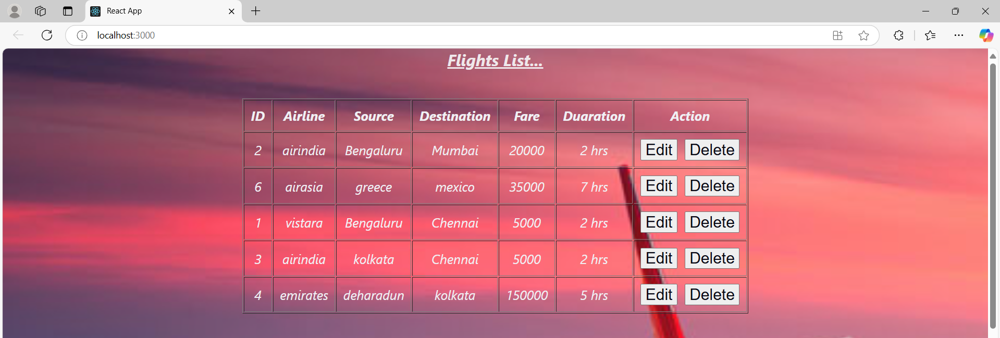 React App
localhost:3000
Flights List...
ID Airline Source Destination Fare Duaration Action
2 airindia Bengaluru Mumbai 20000 2 hrs Edit Delete
6 airasia greece mexico 35000 7 hrs Edit Delete
1 vistara Bengaluru Chennai 5000 2 hrs Edit Delete
3 airindia kolkata Chennai 5000 2 hrs Edit Delete
4 emirates deharadun kolkata 150000 5 hrs Edit Delete